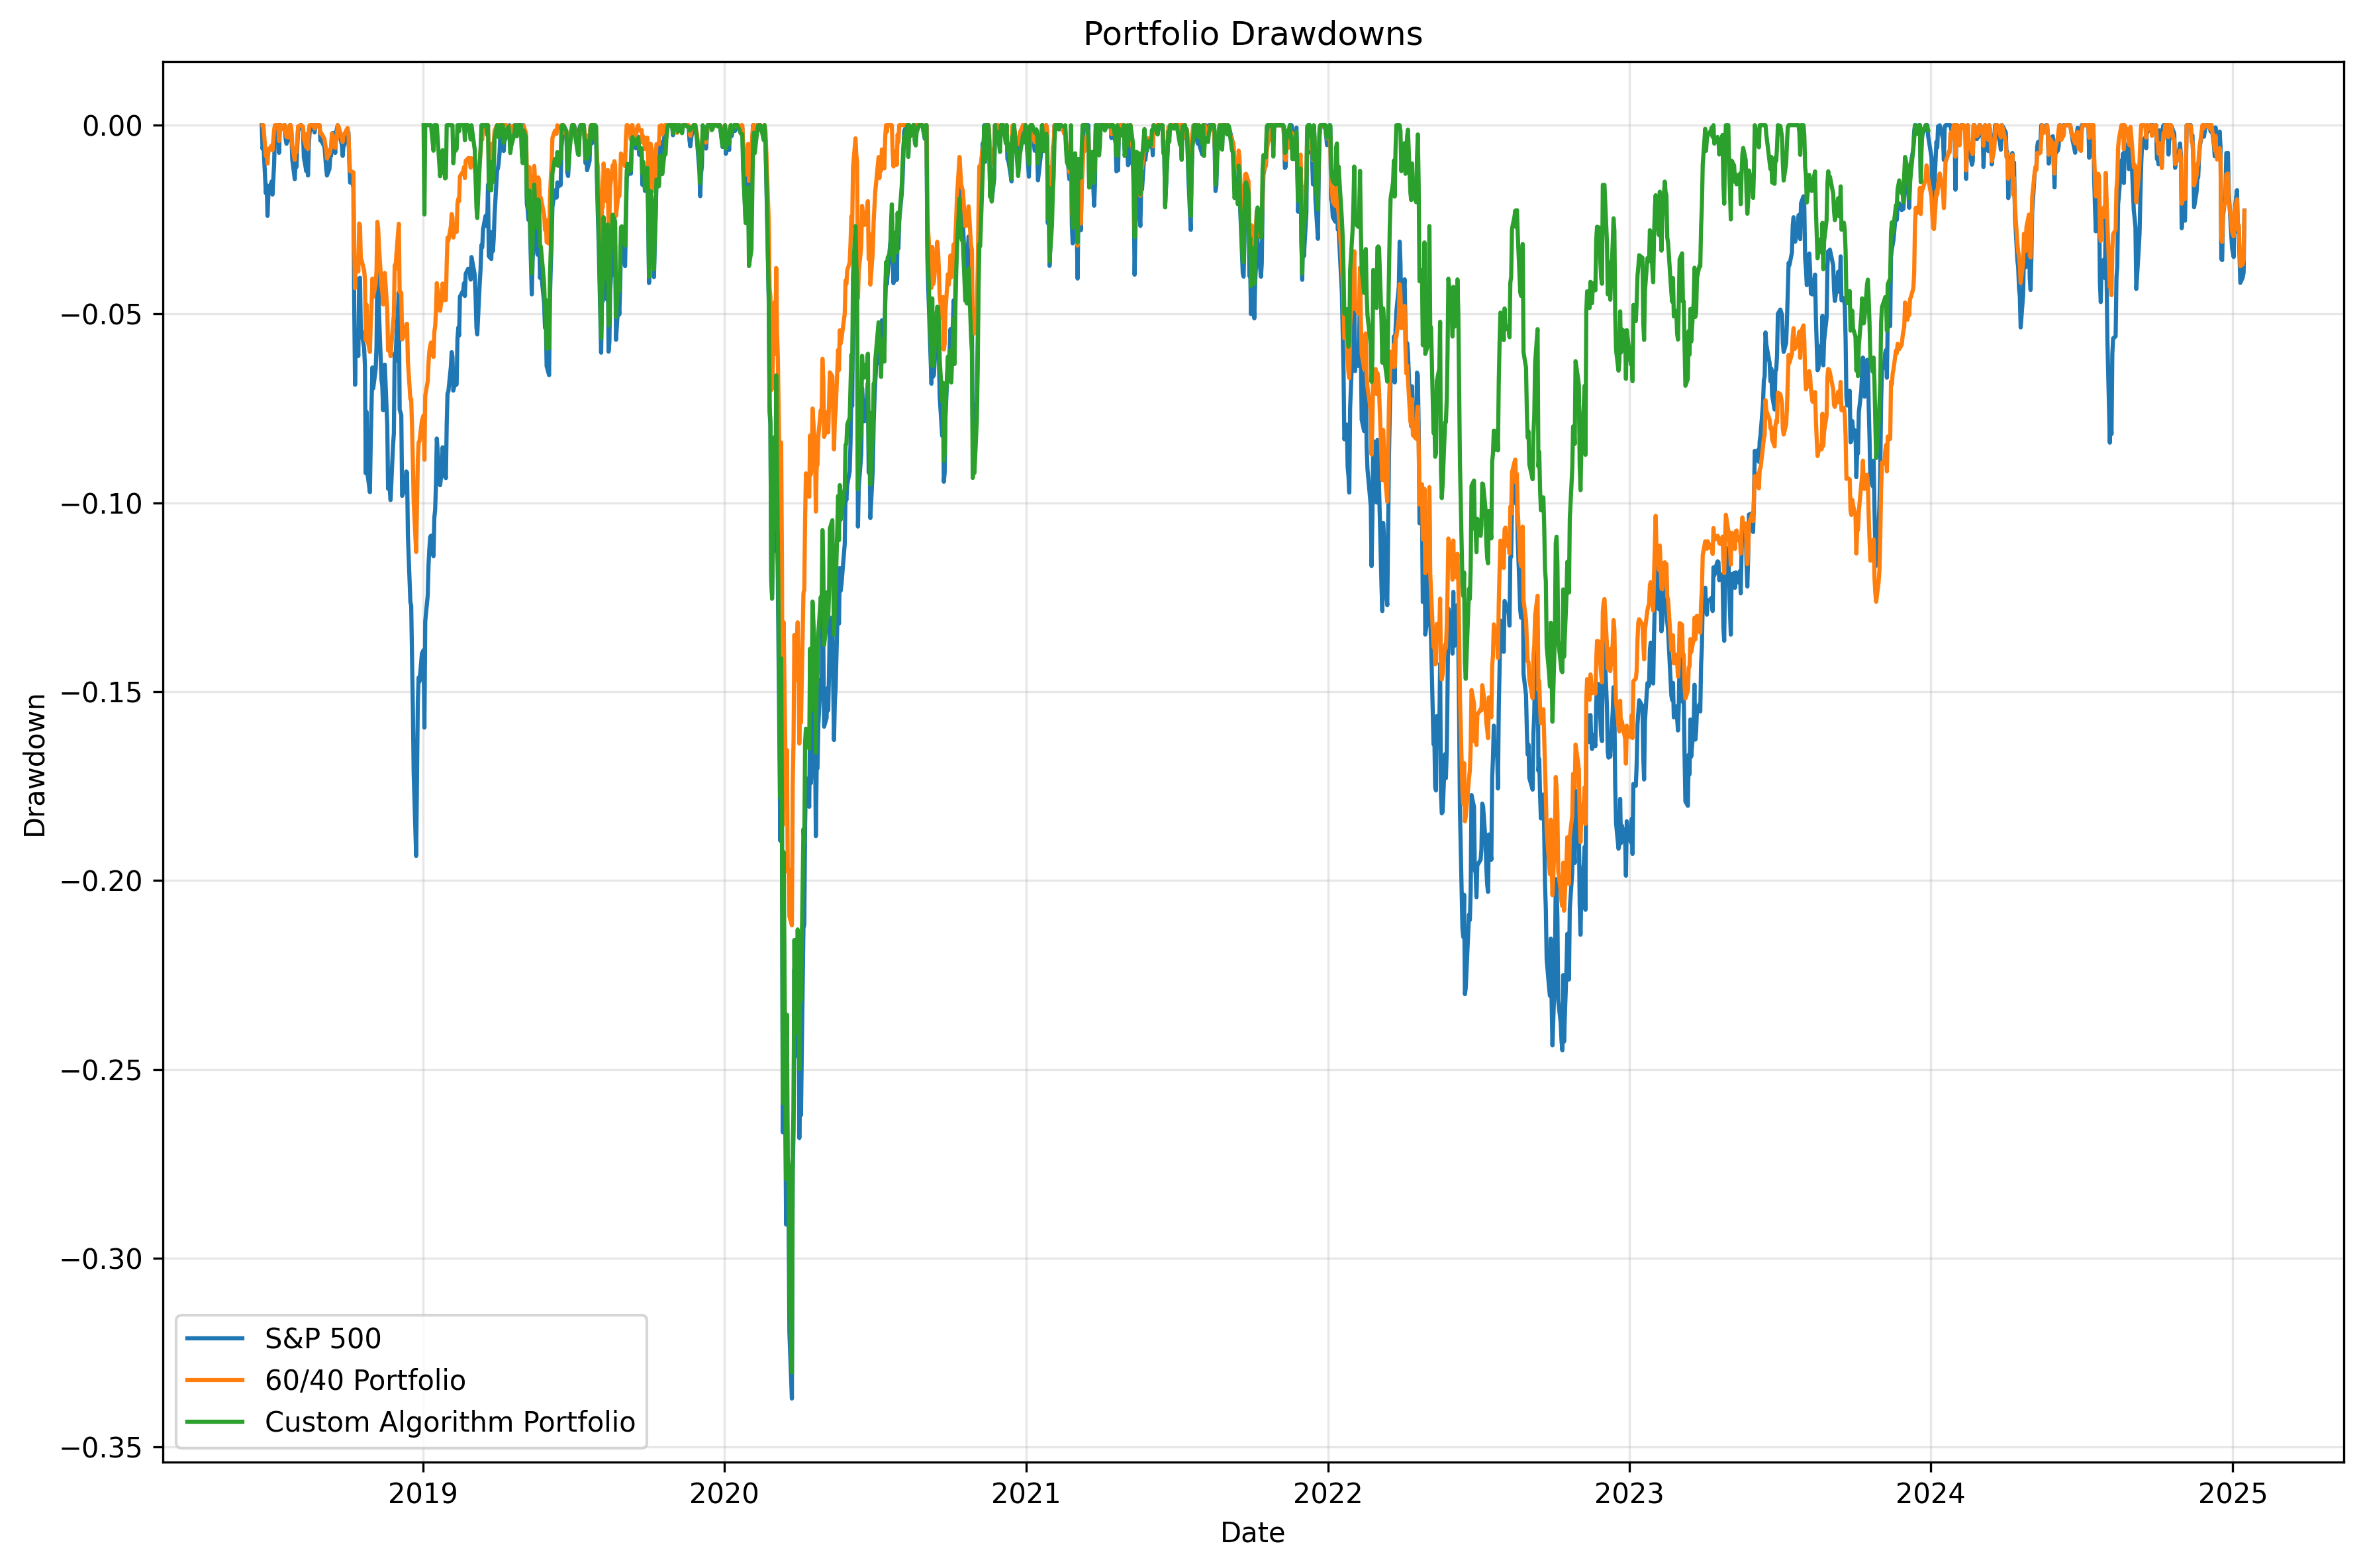 Portfolio Drawdowns
0.00
−0.05
−0.10
−0.15
−0.20
−0.25
−0.30
−0.35
Drawdown
S&P 500
60/40 Portfolio
Custom Algorithm Portfolio
2019 2020 2021 2022 2023 2024 2025
Date